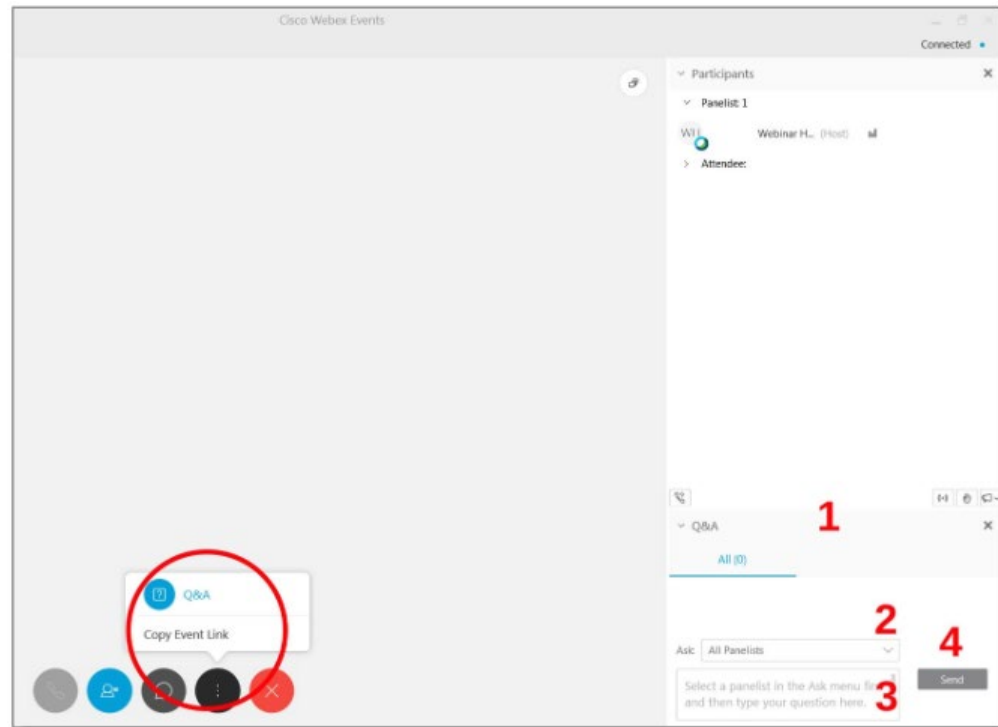 Cisco Webex Events
Connected
Participants
Panelist: 1
Webinar H... (Host)
Attendee:
1
Q&A
All (0)
Q&A
Copy Event Link
2
4
Ask: All Panelists
Send
Select a panelist in the Ask menu
and then type your question here.
3